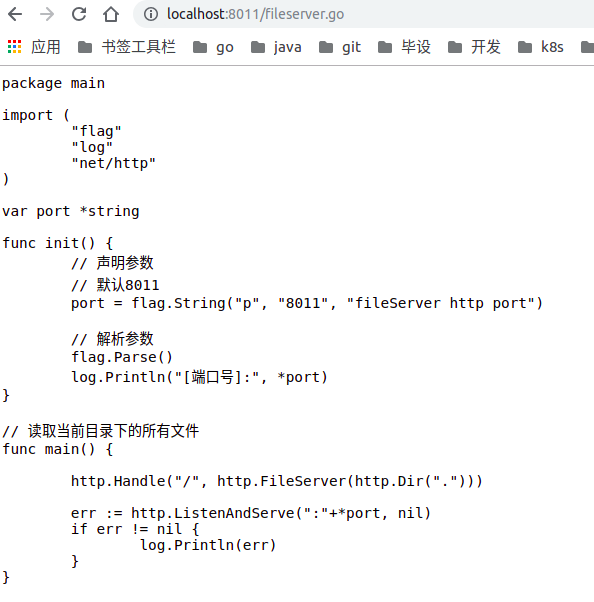 localhost:8011/fileserver.go
应用 书签工具栏 go java git 毕设 开发 k8s
package main
import (
"flag"
"log"
"net/http"
)
var port *string
func init() {
// 声明参数
// 默认8011
port = flag.String("p", "8011", "fileServer http port")
// 解析参数
flag.Parse()
log.Println("[端口号]:", *port)
}
// 读取当前目录下的所有文件
func main() {
http.Handle("/", http.FileServer(http.Dir(".")))
err := http.ListenAndServe(":"+*port, nil)
if err != nil {
log.Println(err)
}
}